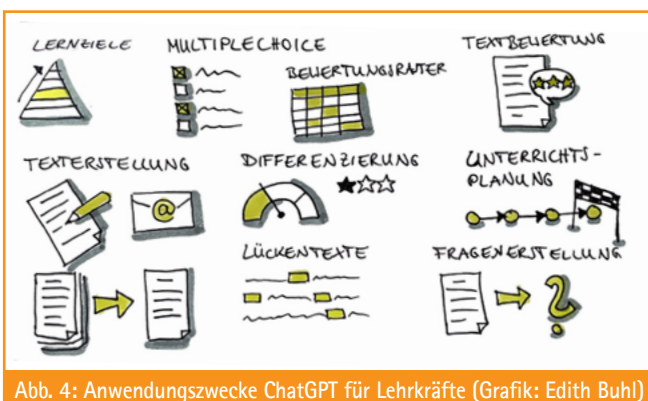 LERNZIELE
MULTIPLECHOICE
TEXTBEWERTUNG
BEWERTUNGSRASTER
TEXTERSTELLUNG
DIFFERENZIERUNG
UNTERRICHTS-
PLANUNG
@
LÜCKENTEXTE
FRAGENERSTELLUNG
?
Abb. 4: Anwendungszwecke ChatGPT für Lehrkräfte (Grafik: Edith Buhl)